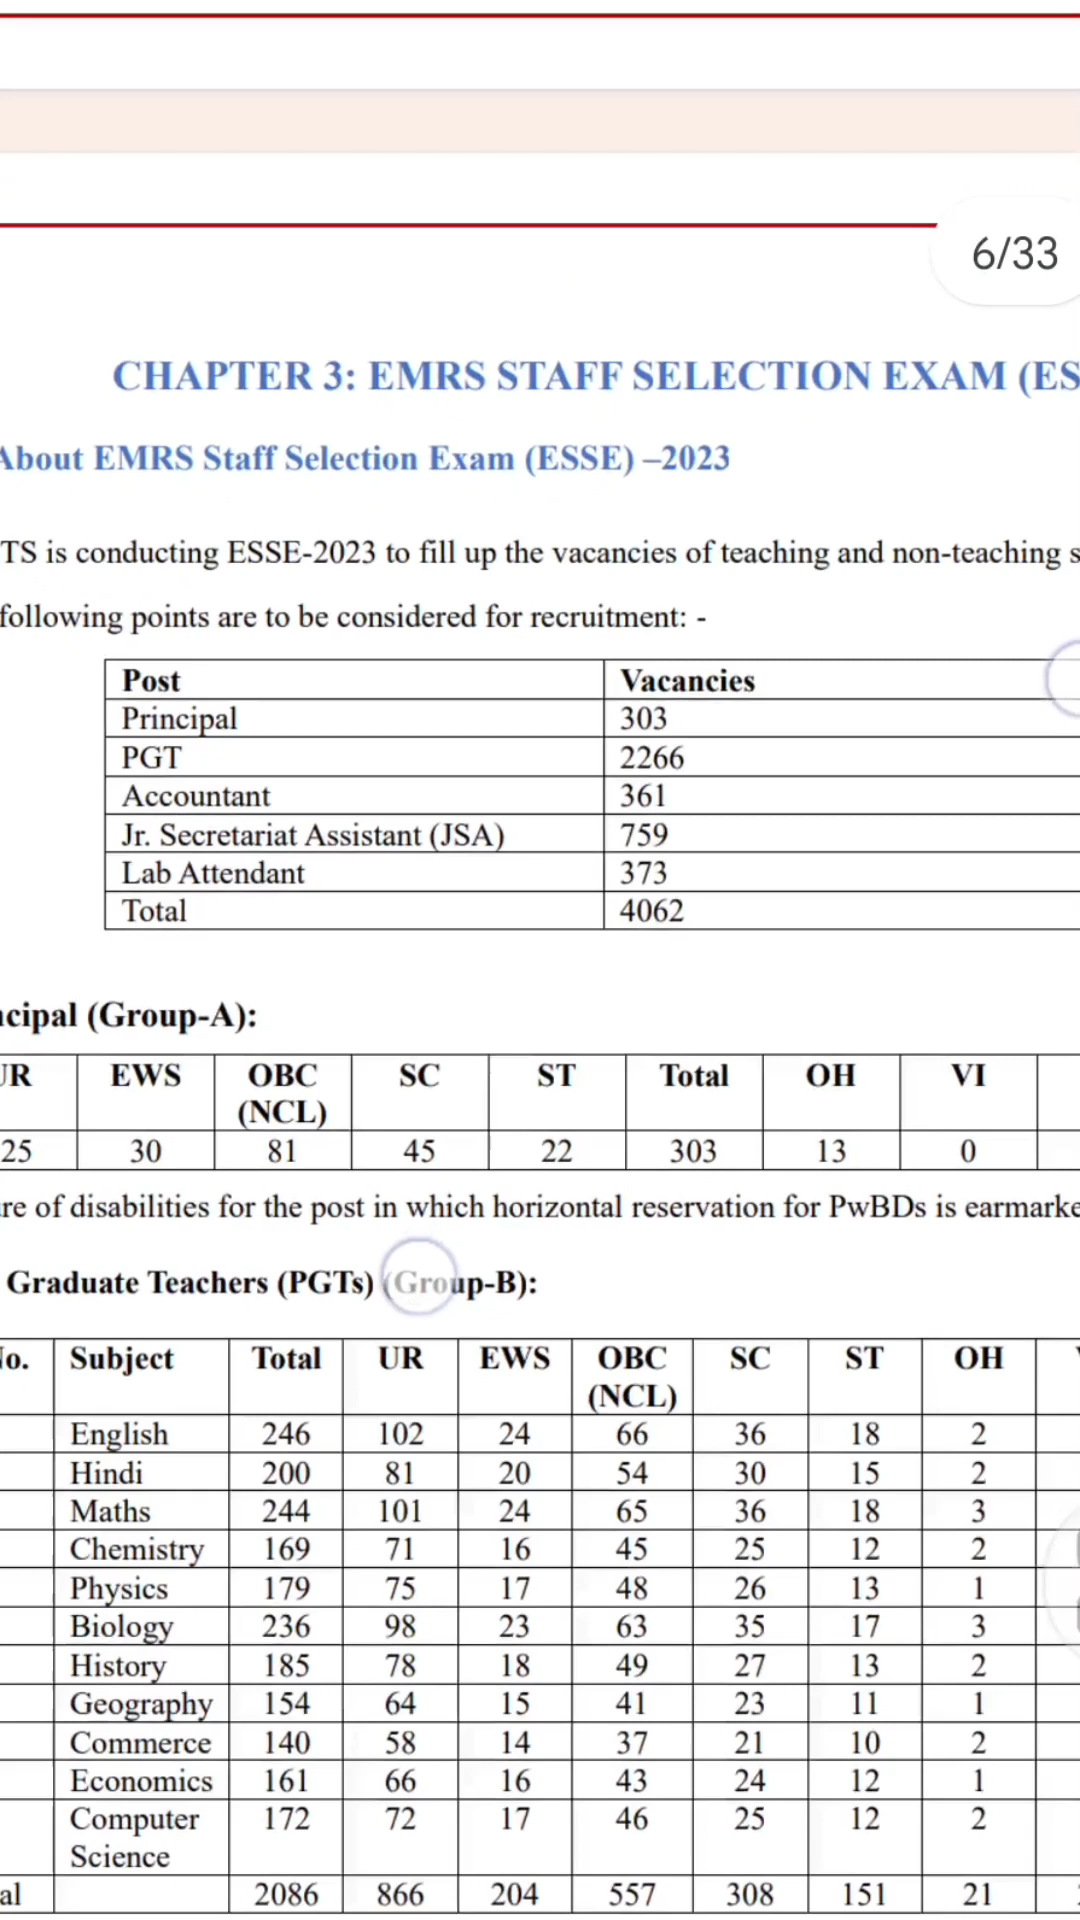 6/33
CHAPTER 3: EMRS STAFF SELECTION EXAM (ES
About EMRS Staff Selection Exam (ESSE) –2023
TS is conducting ESSE-2023 to fill up the vacancies of teaching and non-teaching s
following points are to be considered for recruitment: -
Post Vacancies
Principal 303
PGT 2266
Accountant 361
Jr. Secretariat Assistant (JSA) 759
Lab Attendant 373
Total 4062
ncipal (Group-A):
UR EWS OBC (NCL) SC ST Total OH VI
25 30 81 45 22 303 13 0
re of disabilities for the post in which horizontal reservation for PwBDs is earmarke
Graduate Teachers (PGTs) (Group-B):
No. Subject Total UR EWS OBC (NCL) SC ST OH
English 246 102 24 66 36 18 2
Hindi 200 81 20 54 30 15 2
Maths 244 101 24 65 36 18 3
Chemistry 169 71 16 45 25 12 2
Physics 179 75 17 48 26 13 1
Biology 236 98 23 63 35 17 3
History 185 78 18 49 27 13 2
Geography 154 64 15 41 23 11 1
Commerce 140 58 14 37 21 10 2
Economics 161 66 16 43 24 12 1
Computer Science 172 72 17 46 25 12 2
al 2086 866 204 557 308 151 21